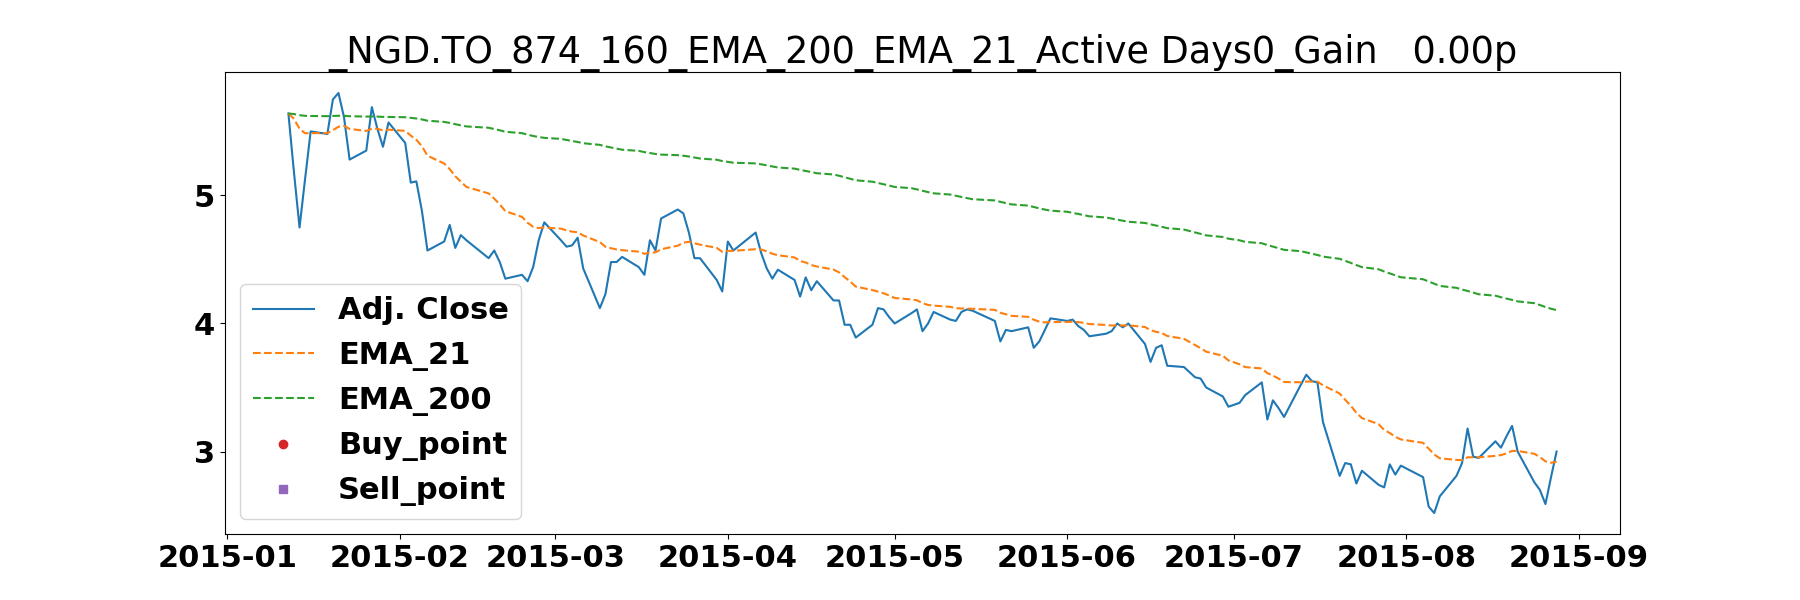 _NGD.TO_874_160_EMA_200_EMA_21_Active Days0_Gain   0.00p
5
4
3
Adj. Close
EMA_21
EMA_200
Buy_point
Sell_point
2015-01 2015-02 2015-03 2015-04 2015-05 2015-06 2015-07 2015-08 2015-09